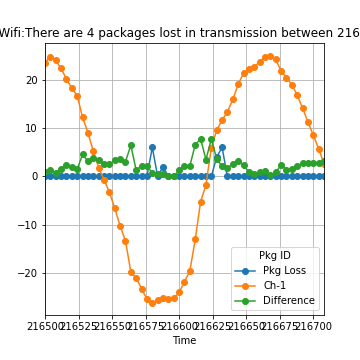 Wifi:There are 4 packages lost in transmission between 216
20
10
0
−10
−20
216500 216525 216550 216575 216600 216625 216650 216675 216700
Time
Pkg ID
Pkg Loss
Ch-1
Difference